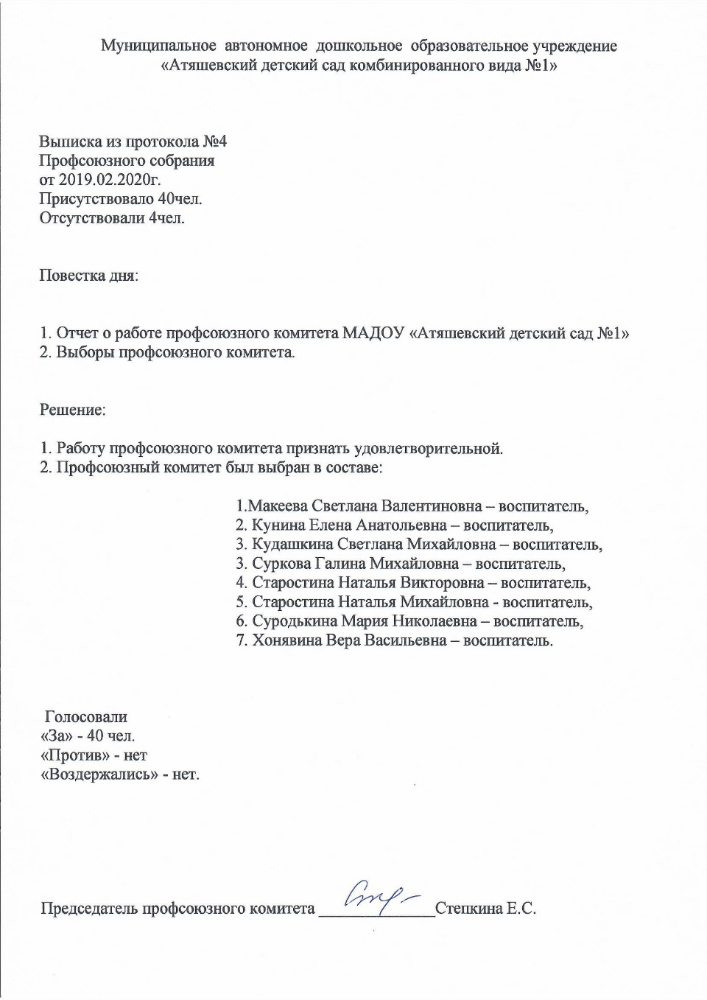 Муниципальное автономное дошкольное образовательное учреждение
«Атяшевский детский сад комбинированного вида №1»
Выписка из протокола №4
Профсоюзного собрания
от 2019.02.2020г.
Присутствовало 40чел.
Отсутствовали 4чел.
Повестка дня:
1. Отчет о работе профсоюзного комитета МАДОУ «Атяшевский детский сад №1»
2. Выборы профсоюзного комитета.
Решение:
1. Работу профсоюзного комитета признать удовлетворительной.
2. Профсоюзный комитет был выбран в составе:
1.Макеева Светлана Валентиновна – воспитатель,
2. Кунина Елена Анатольевна – воспитатель,
3. Кудашкина Светлана Михайловна – воспитатель,
3. Суркова Галина Михайловна – воспитатель,
4. Старостина Наталья Викторовна – воспитатель,
5. Старостина Наталья Михайловна - воспитатель,
6. Суродькина Мария Николаевна – воспитатель,
7. Хонявина Вера Васильевна – воспитатель.
Голосовали
«За» - 40 чел.
«Против» - нет
«Воздержались» - нет.
Председатель профсоюзного комитета ______________Степкина Е.С.